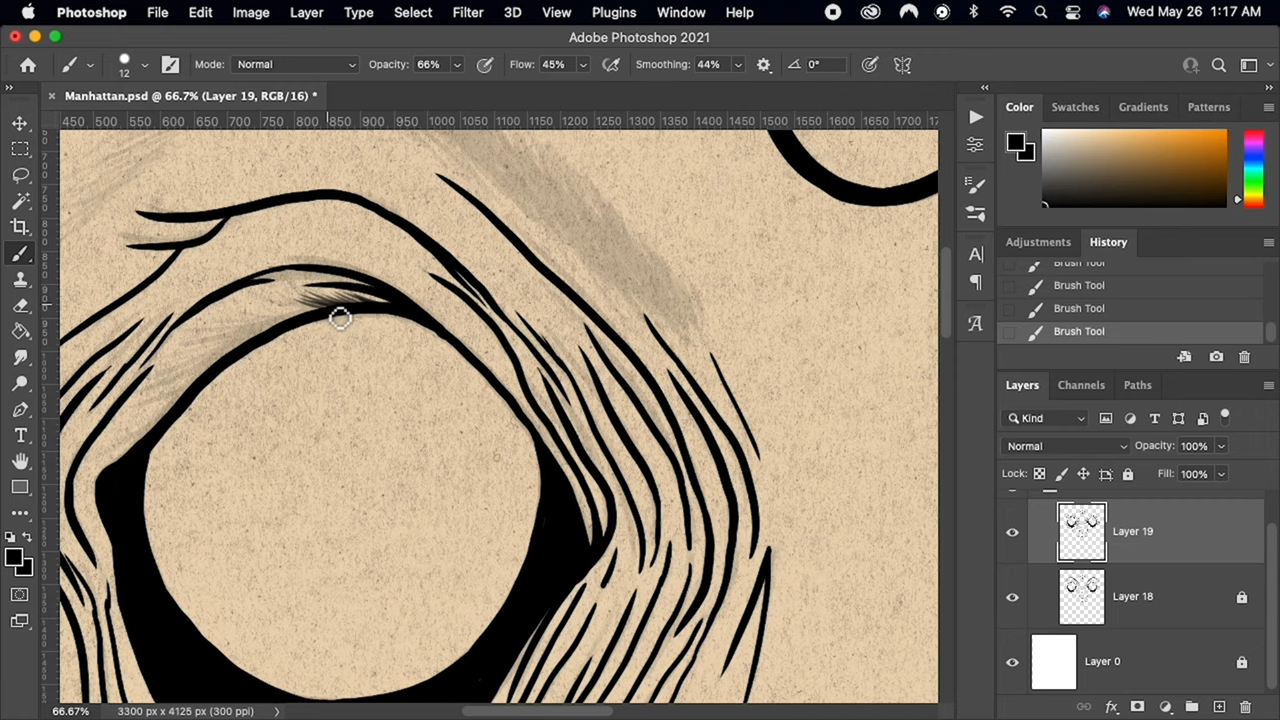 Photoshop File Edit Image Layer Type Select Filter 3D View Plugins Window Help Wed May 26 1:17 AM
Adobe Photoshop 2021
12 Mode: Normal Opacity: 66% Flow: 45% Smoothing: 44% 0°
Manhattan.psd @ 66.7% (Layer 19, RGB/16) *
450 500 550 600 650 700 750 800 850 900 950 1000 1050 1100 1150 1200 1250 1300 1350 1400 1450 1500 1550 1600 1650 1700
Color Swatches Gradients Patterns
Adjustments History
Brush Tool
Brush Tool
Brush Tool
Brush Tool
Layers Channels Paths
Kind
Normal Opacity: 100%
Lock: Fill: 100%
Layer 19
Layer 18
Layer 0
66.67% 3300 px x 4125 px (300 ppi)